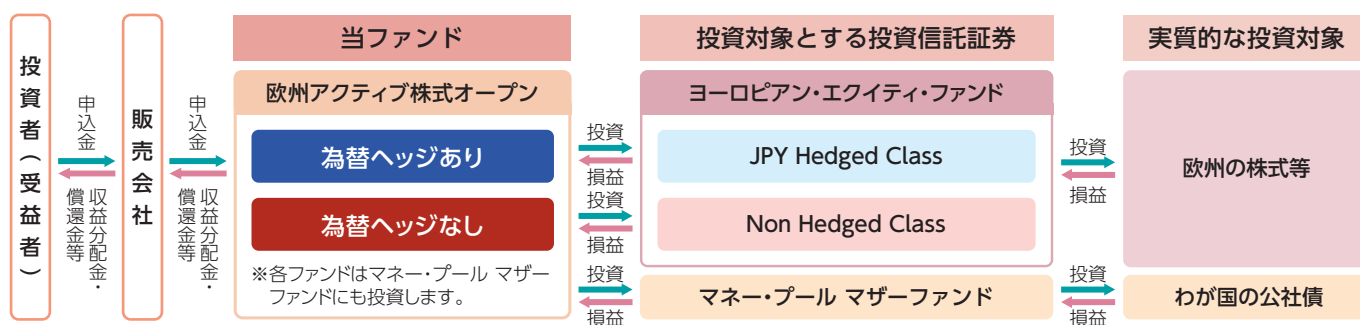 投資者(受益者)
申込金
収益分配金・
償還金等
販売会社
申込金
収益分配金・
償還金等
当ファンド
欧州アクティブ株式オープン
為替ヘッジあり
為替ヘッジなし
※各ファンドはマネー・プール マザー
ファンドにも投資します。
投資
損益
投資
損益
投資
損益
投資対象とする投資信託証券
ヨーロピアン・エクイティ・ファンド
JPY Hedged Class
Non Hedged Class
マネー・プール マザーファンド
投資
損益
投資
損益
実質的な投資対象
欧州の株式等
わが国の公社債